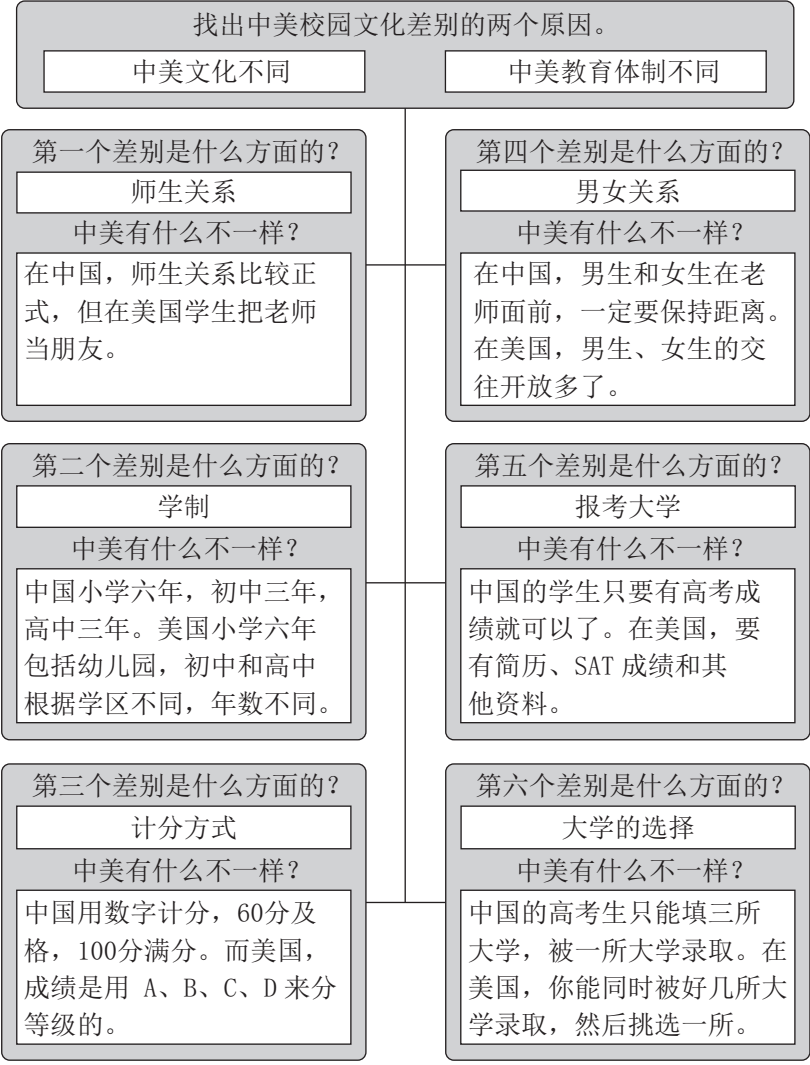 找出中美校园文化差别的两个原因。
中美文化不同
中美教育体制不同
第一个差别是什么方面的？
师生关系
中美有什么不一样？
在中国，师生关系比较正
式，但在美国学生把老师
当朋友。
第四个差别是什么方面的？
男女关系
中美有什么不一样？
在中国，男生和女生在老
师面前，一定要保持距离。
在美国，男生、女生的交
往开放多了。
第二个差别是什么方面的？
学制
中美有什么不一样？
中国小学六年，初中三年，
高中三年。美国小学六年
包括幼儿园，初中和高中
根据学区不同，年数不同。
第五个差别是什么方面的？
报考大学
中美有什么不一样？
中国的学生只要有高考成
绩就可以了。在美国，要
有简历、SAT 成绩和其
他资料。
第三个差别是什么方面的？
计分方式
中美有什么不一样？
中国用数字计分，60分及
格，100分满分。而美国，
成绩是用 A、B、C、D 来分
等级的。
第六个差别是什么方面的？
大学的选择
中美有什么不一样？
中国的高考生只能填三所
大学，被一所大学录取。在
美国，你能同时被好几所大
学录取，然后挑选一所。